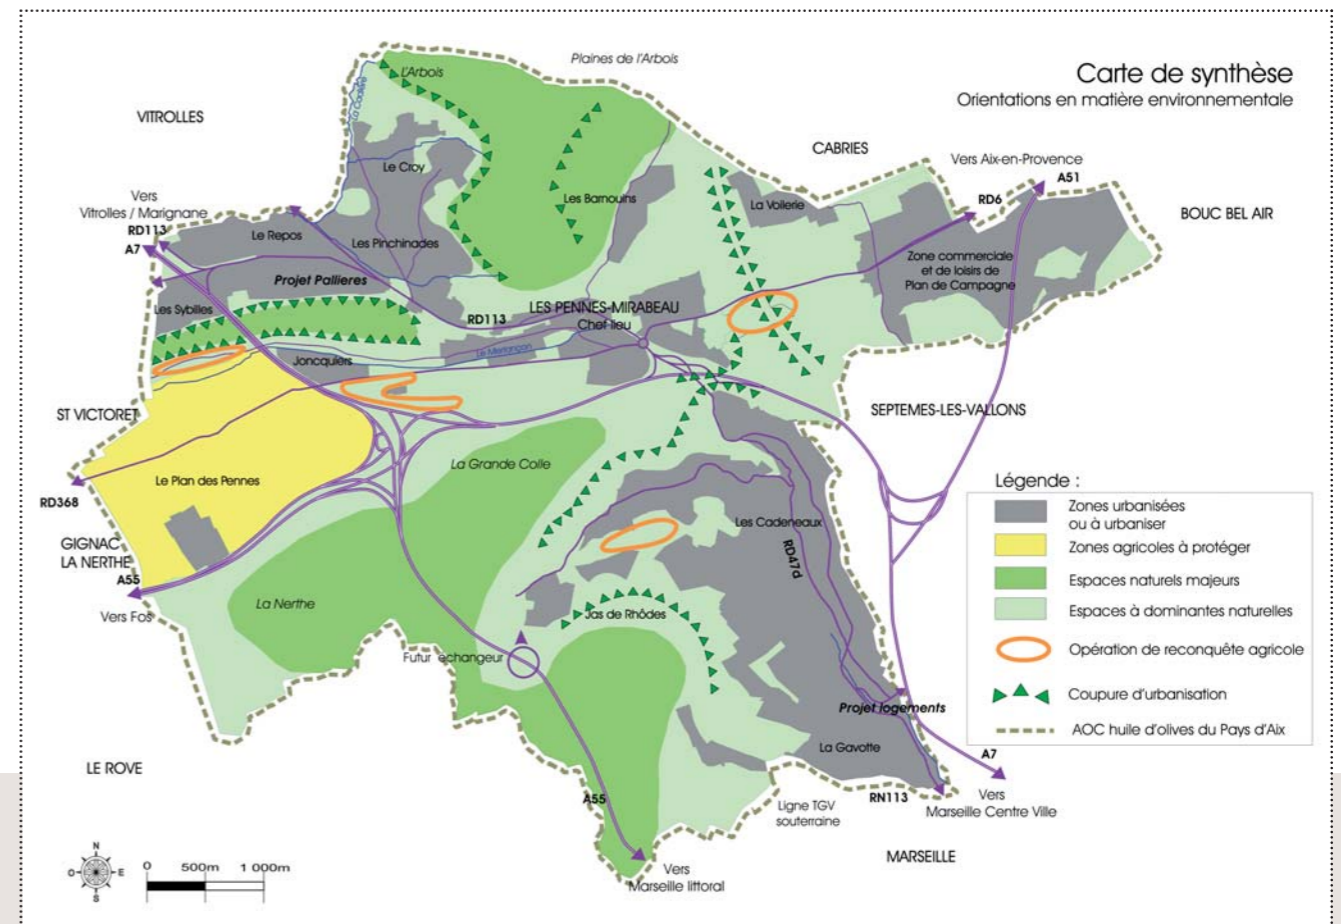 Carte de synthèse
Orientations en matière environnementale
Plaines de l'Arbois
L'Arbois
La Cadière
VITROLLES
CABRIES
Vers Aix-en-Provence
A51
RD6
BOUC BEL AIR
Le Croy
Vers
Vitrolles / Marignane
RD113
A7
Les Barnouins
La Voilerie
Le Repos
Les Pinchinades
Zone commerciale
et de loisirs de
Plan de Campagne
Projet Pallieres
Les Sybilles
LES PENNES-MIRABEAU
Chef lieu
RD113
Le Merlançon
Joncquiers
ST VICTORET
SEPTEMES-LES-VALLONS
La Grande Colle
Le Plan des Pennes
RD368
Les Cadeneaux
RD47d
GIGNAC
LA NERTHE
A55
Vers Fos
La Nerthe
Jas de Rhôdes
Futur échangeur
Projet logements
La Gavotte
LE ROVE
A7
Vers
Marseille Centre Ville
RN113
A55
Ligne TGV
souterraine
MARSEILLE
Vers
Marseille littoral
Légende :
Zones urbanisées
ou à urbaniser
Zones agricoles à protéger
Espaces naturels majeurs
Espaces à dominantes naturelles
Opération de reconquête agricole
Coupure d'urbanisation
AOC huile d'olives du Pays d'Aix
N
O
E
S
0 500m 1 000m